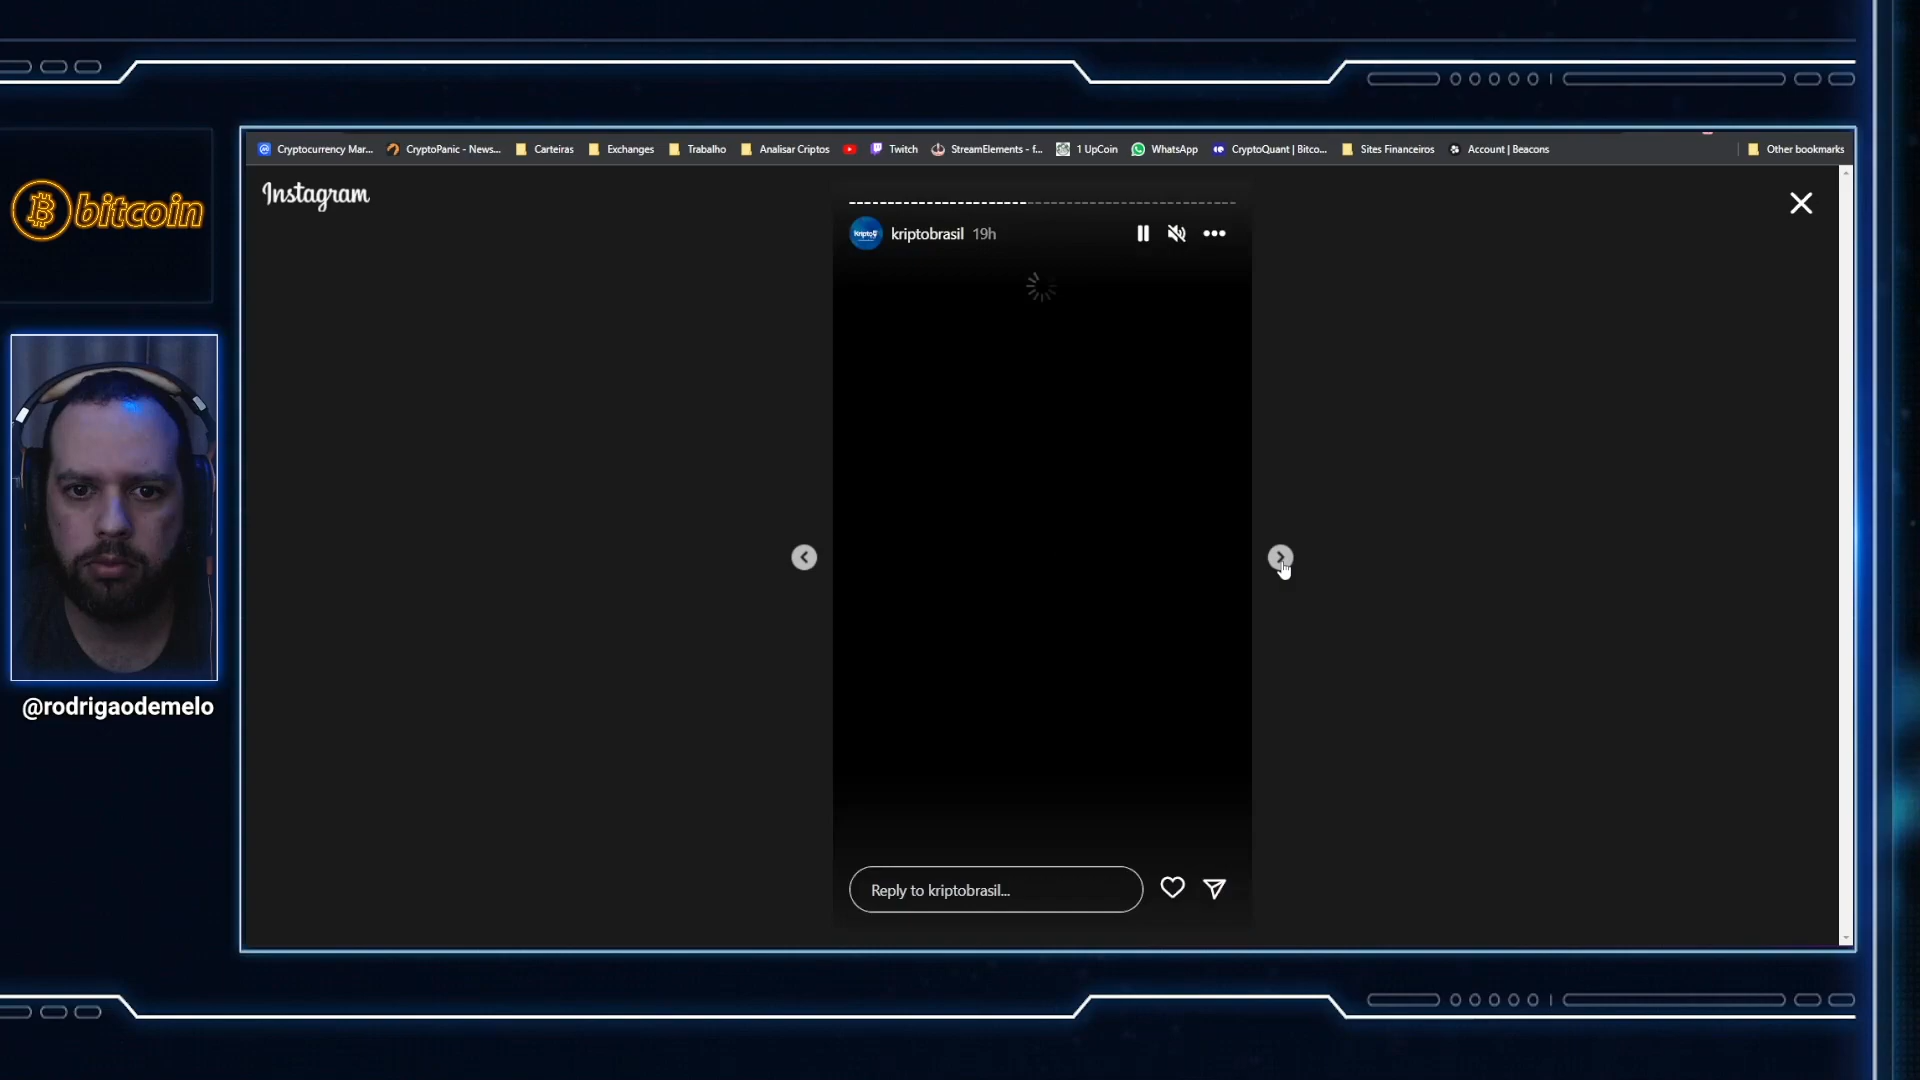 Cryptocurrency Mar...
CryptoPanic - News...
Carteiras
Exchanges
Trabalho
Analisar Criptos
Twitch
StreamElements - f...
1 UpCoin
WhatsApp
CryptoQuant | Bitco...
Sites Financeiros
Account | Beacons
Other bookmarks
Instagram
bitcoin
kriptobrasil 19h
@rodrigaodemelo
Reply to kriptobrasil...